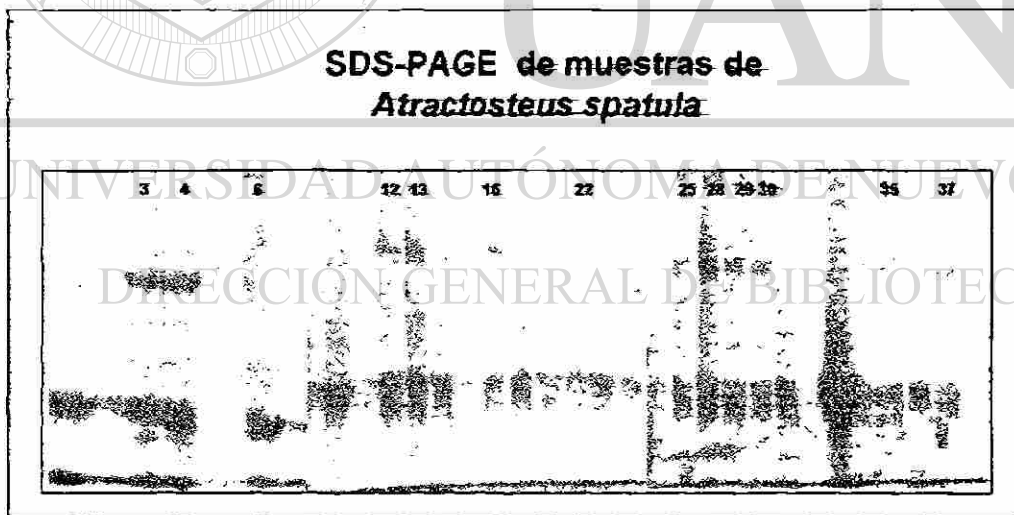 UAN
SDS-PAGE de muestras de
Atractosteus spatula
UNIVERSIDAD AUTÓNOMA DE NUEVO
3 4 6 12 13 16 22 25 28 29 30 37
DIRECCIÓN GENERAL DE BIBLIOTEC